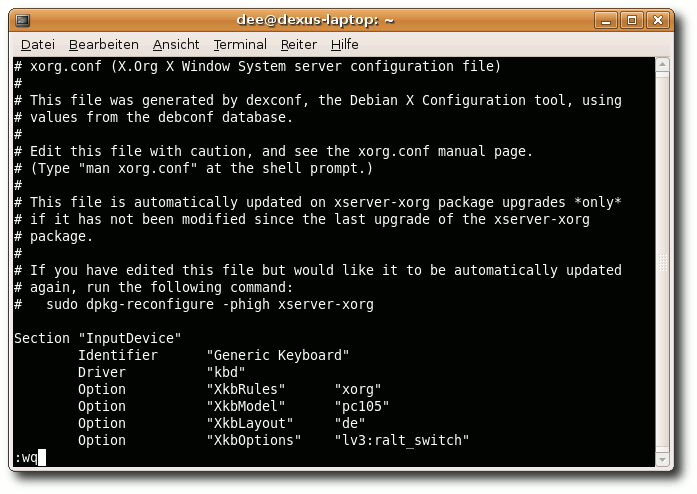 dee@dexus-laptop: ~
Datei Bearbeiten Ansicht Terminal Reiter Hilfe
# xorg.conf (X.Org X Window System server configuration file)
#
# This file was generated by dexconf, the Debian X Configuration tool, using
# values from the debconf database.
#
# Edit this file with caution, and see the xorg.conf manual page.
# (Type "man xorg.conf" at the shell prompt.)
#
# This file is automatically updated on xserver-xorg package upgrades *only*
# if it has not been modified since the last upgrade of the xserver-xorg
# package.
#
# If you have edited this file but would like it to be automatically updated
# again, run the following command:
#   sudo dpkg-reconfigure -phigh xserver-xorg

Section "InputDevice"
        Identifier      "Generic Keyboard"
        Driver          "kbd"
        Option          "XkbRules"      "xorg"
        Option          "XkbModel"      "pc105"
        Option          "XkbLayout"     "de"
        Option          "XkbOptions"    "lv3:ralt_switch"
:wq